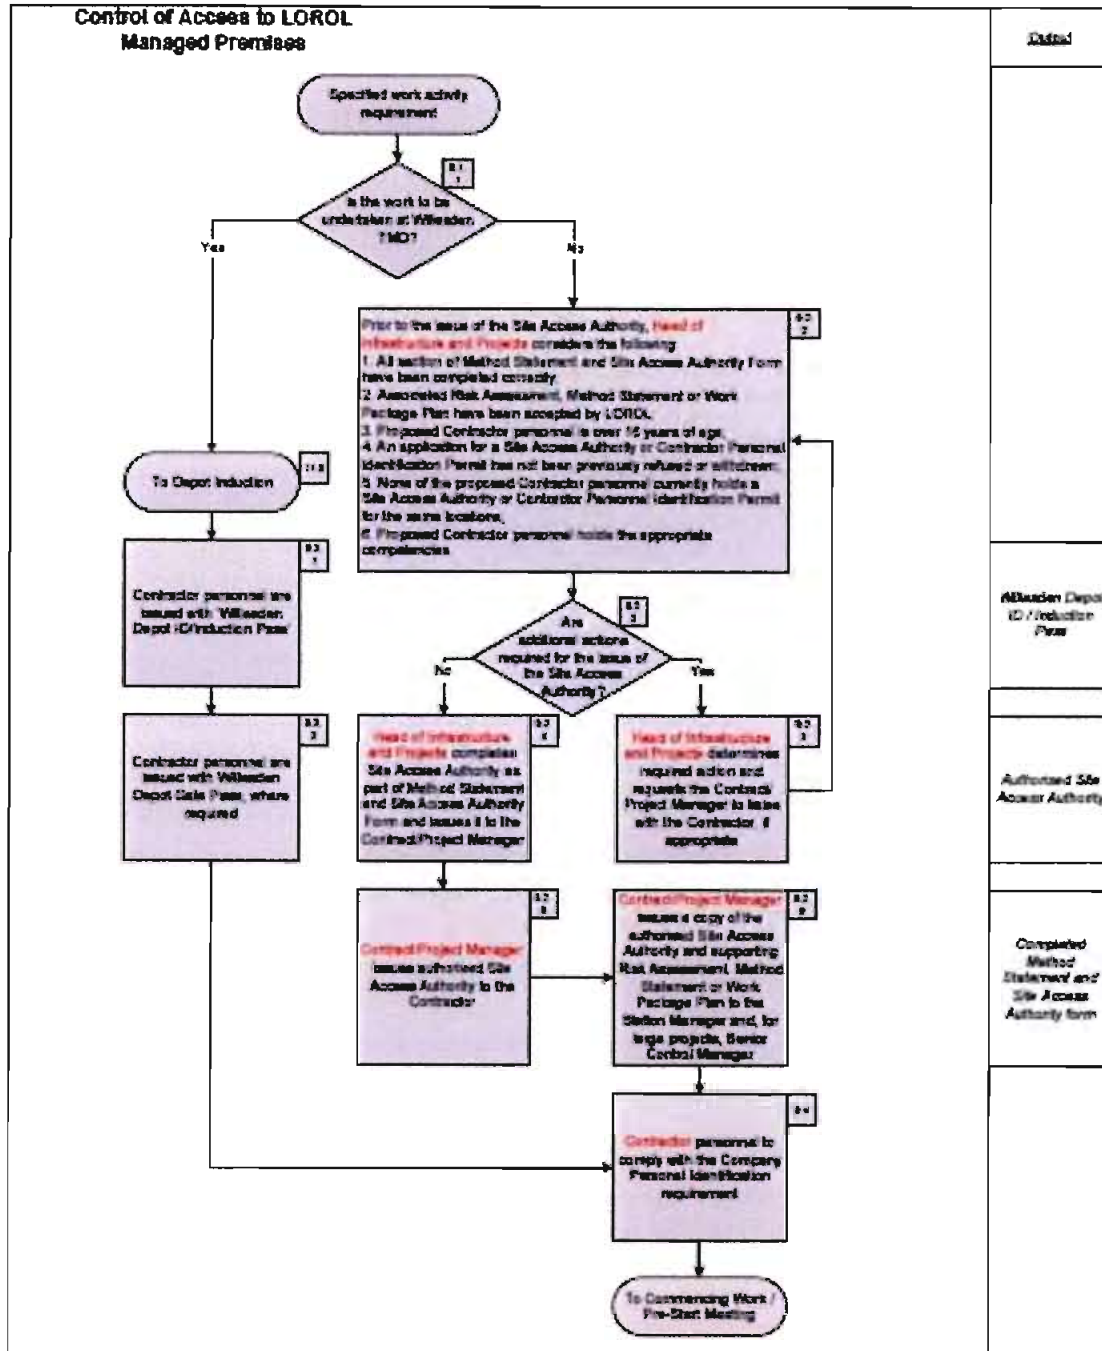 Control of Access to LOROL
Managed Premises
Output
Specified work activity
requirement
Is the work to be
undertaken at Willesden
TMD?
Yes
No
Prior to the issue of the Site Access Authority, Head of
Infrastructure and Projects considers the following
1. All section of Method Statement and Site Access Authority Form
have been completed correctly
2. Associated Risk Assessment, Method Statement or Work
Package Plan have been accepted by LOROL
3. Proposed Contractor personnel is over 16 years of age,
4. An application for a Site Access Authority or Contractor Personal
Identification Permit has not been previously refused or withdrawn,
5. None of the proposed Contractor personnel currently holds a
Site Access Authority or Contractor Personnel Identification Permit
for the same locations,
6. Proposed Contractor personnel holds the appropriate
competencies
To Depot Induction
Contractor personnel are
issued with 'Willesden
Depot ID/Induction Pass'
Willesden Depot
ID / Induction
Pass
Are
additional actions
required for the issue of
the Site Access
Authority?
No
Yes
Contractor personnel are
issued with Willesden
Depot Gate Pass, where
required
Head of Infrastructure
and Projects completes
Site Access Authority as
part of Method Statement
and Site Access Authority
Form and issues it to the
Contract/Project Manager
Head of Infrastructure
and Projects determines
required action and
requests the Contract/
Project Manager to liaise
with the Contractor, if
appropriate
Authorised Site
Access Authority
Contract/Project Manager
issues authorised Site
Access Authority to the
Contractor
Contract/Project Manager
issues a copy of the
authorised Site Access
Authority and supporting
Risk Assessment, Method
Statement or Work
Package Plan to the
Station Manager and, for
large projects, Senior
Control Manager
Completed
Method
Statement and
Site Access
Authority form
Contractor personnel to
comply with the Company
Personal Identification
requirement
To Commencing Work /
Pre-Start Meeting